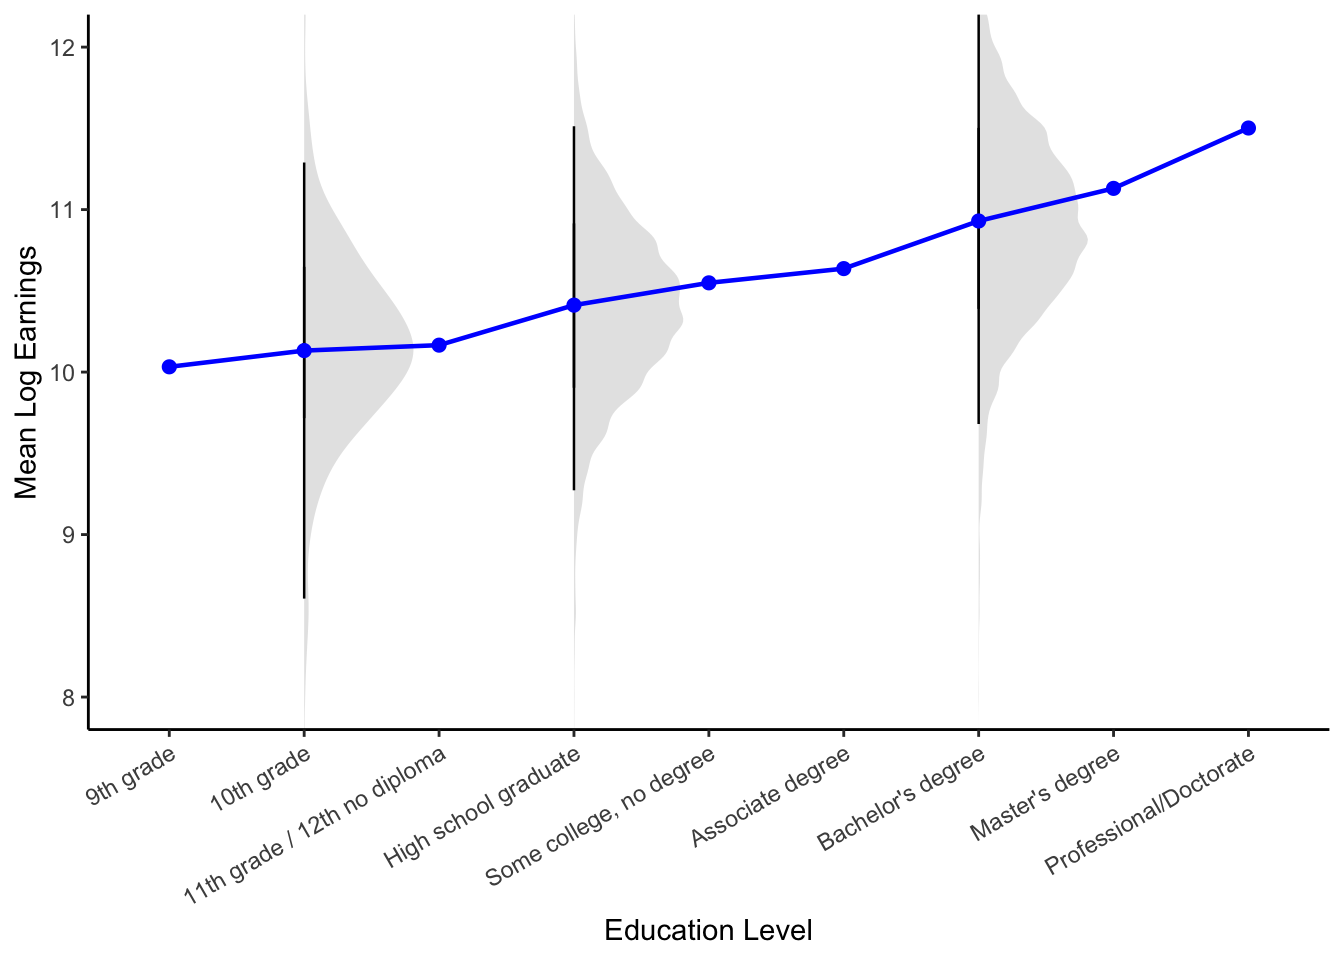 12
11
10
9
8
Mean Log Earnings
9th grade
10th grade
11th grade / 12th no diploma
High school graduate
Some college, no degree
Associate degree
Bachelor's degree
Master's degree
Professional/Doctorate
Education Level